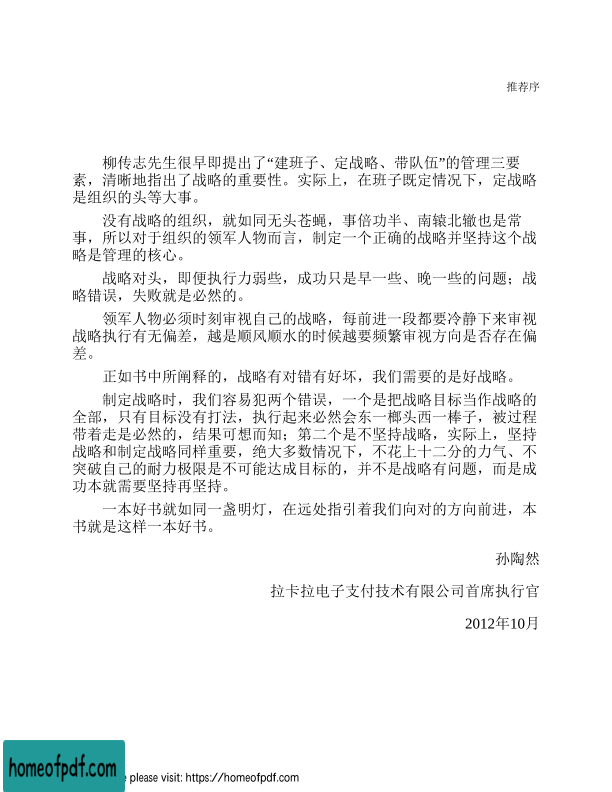 推荐序
柳传志先生很早即提出了“建班子、定战略、带队伍”的管理三要
素，清晰地指出了战略的重要性。实际上，在班子既定情况下，定战略
是组织的头等大事。
没有战略的组织，就如同无头苍蝇，事倍功半、南辕北辙也是常
事，所以对于组织的领军人物而言，制定一个正确的战略并坚持这个战
略是管理的核心。
战略对头，即便执行力弱些，成功只是早一些、晚一些的问题；战
略错误，失败就是必然的。
领军人物必须时刻审视自己的战略，每前进一段都要冷静下来审视
战略执行有无偏差，越是顺风顺水的时候越要频繁审视方向是否存在偏
差。
正如书中所阐释的，战略有对错有好坏，我们需要的是好战略。
制定战略时，我们容易犯两个错误，一个是把战略目标当作战略的
全部，只有目标没有打法，执行起来必然会东一榔头西一棒子，被过程
带着走是必然的，结果可想而知；第二个是不坚持战略，实际上，坚持
战略和制定战略同样重要，绝大多数情况下，不花上十二分的力气、不
突破自己的耐力极限是不可能达成目标的，并不是战略有问题，而是成
功本就需要坚持再坚持。
一本好书就如同一盏明灯，在远处指引着我们向对的方向前进，本
书就是这样一本好书。
孙陶然
拉卡拉电子支付技术有限公司首席执行官
2012年10月
homeofpdf.com
please visit: https://homeofpdf.com